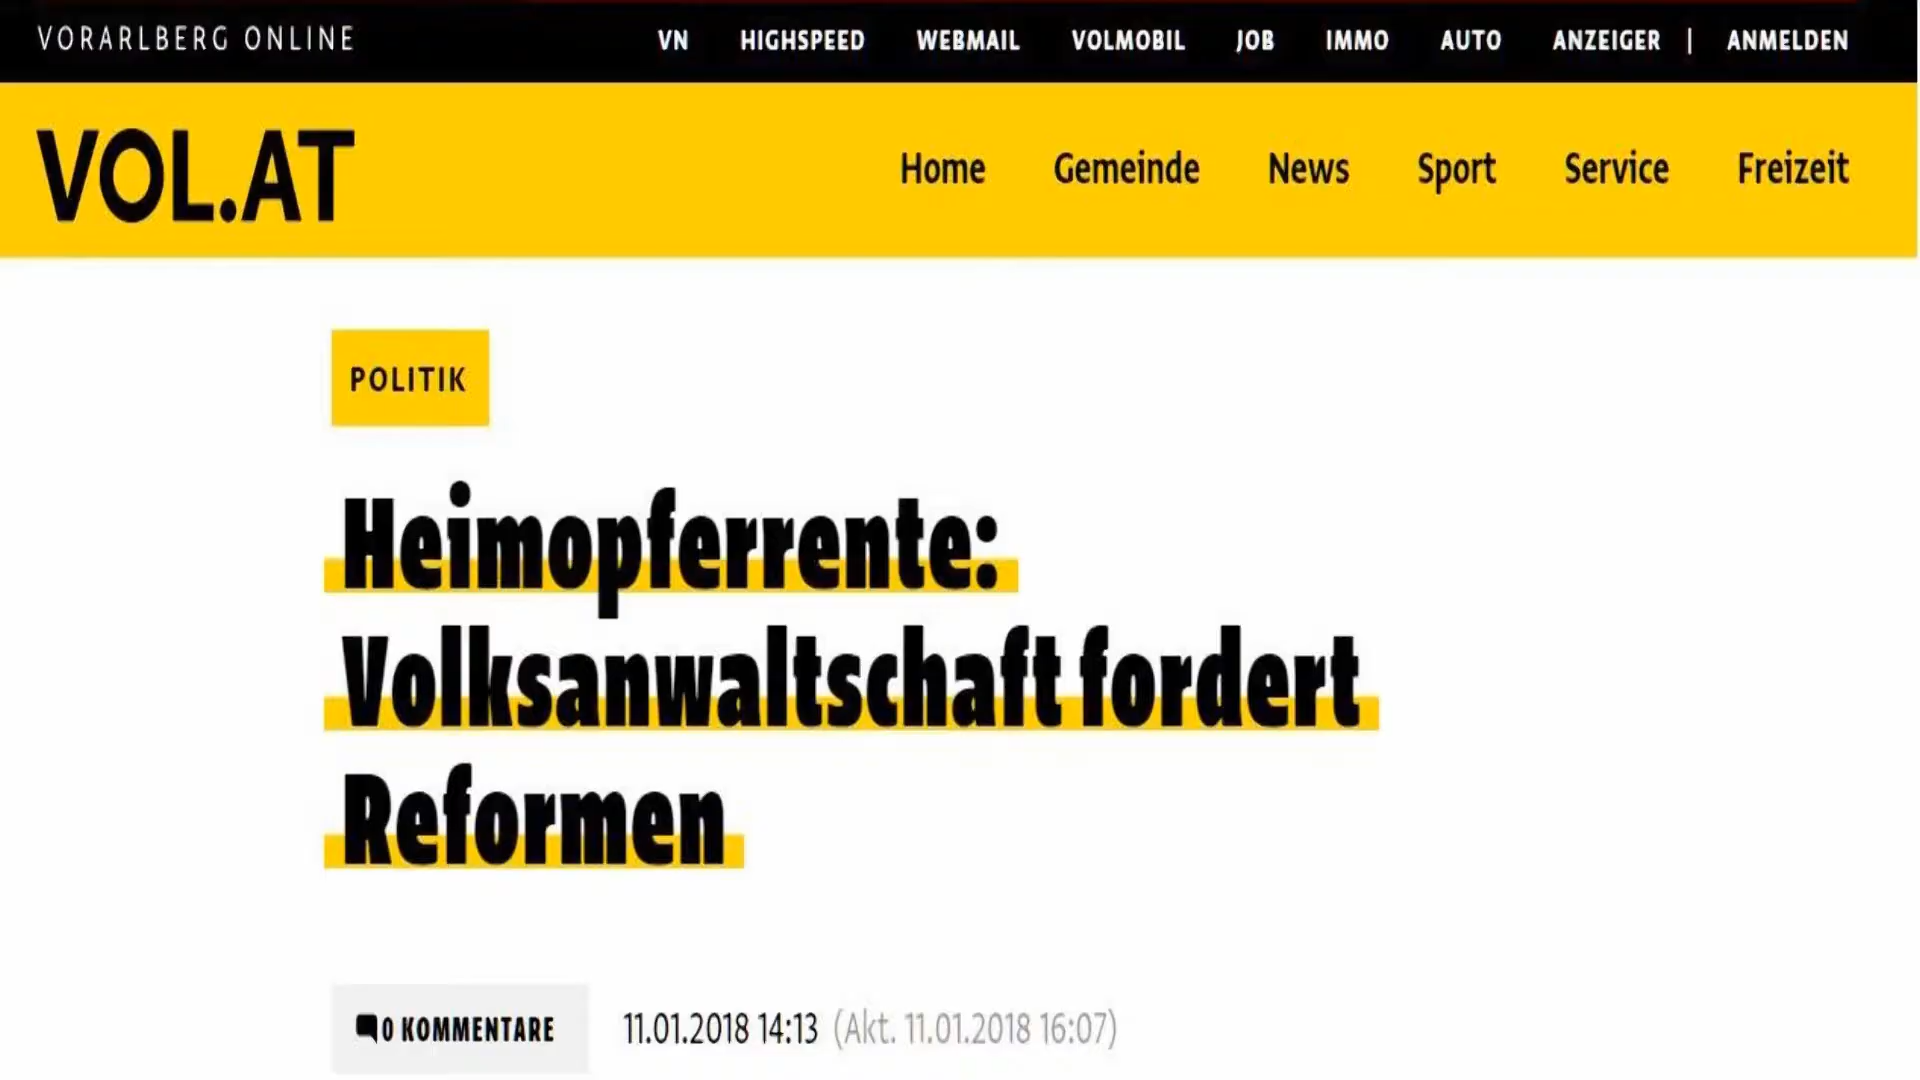 VORARLBERG ONLINE VN HIGHSPEED WEBMAIL VOLMOBIL JOB IMMO AUTO ANZEIGER | ANMELDEN
VOL.AT Home Gemeinde News Sport Service Freizeit
POLITIK
Heimopferrente:
Volksanwaltschaft fordert
Reformen
0 KOMMENTARE 11.01.2018 14:13 (Akt. 11.01.2018 16:07)